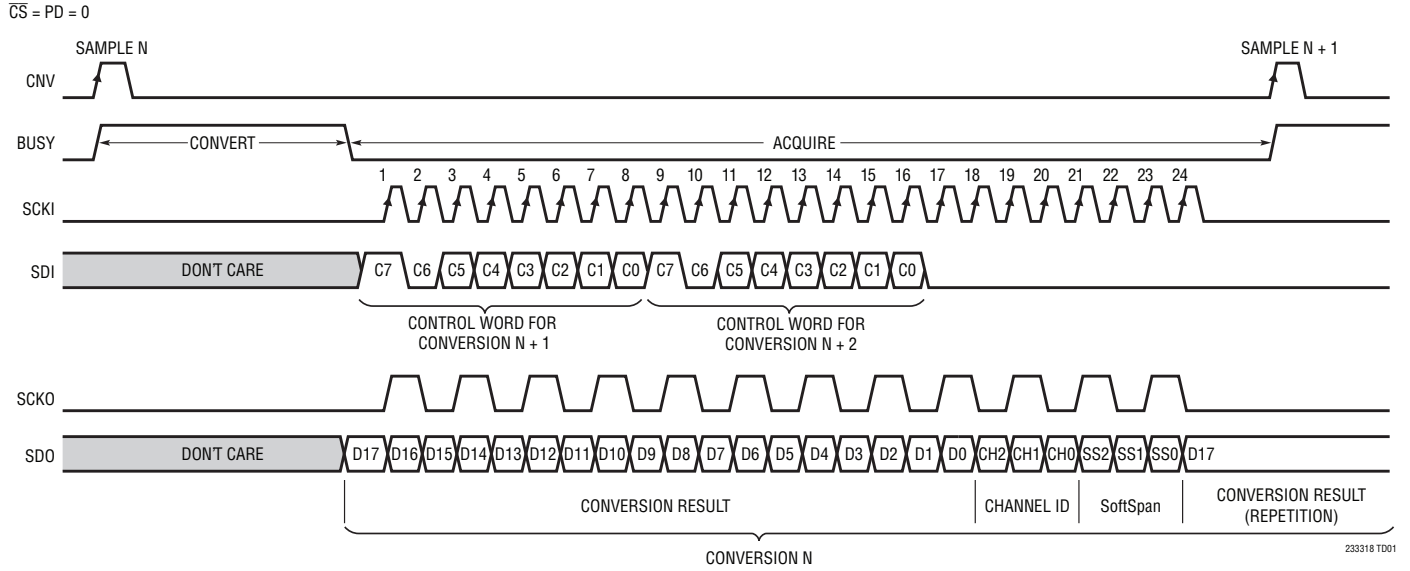 CS = PD = 0
SAMPLE N
SAMPLE N + 1
CNV
BUSY
CONVERT
ACQUIRE
1 2 3 4 5 6 7 8 9 10 11 12 13 14 15 16 17 18 19 20 21 22 23 24
SCKI
SDI
DON'T CARE
C7 C6 C5 C4 C3 C2 C1 C0 C7 C6 C5 C4 C3 C2 C1 C0
CONTROL WORD FOR
CONVERSION N + 1
CONTROL WORD FOR
CONVERSION N + 2
SCKO
SDO
DON'T CARE
D17 D16 D15 D14 D13 D12 D11 D10 D9 D8 D7 D6 D5 D4 D3 D2 D1 D0 CH2 CH1 CH0 SS2 SS1 SS0 D17
CONVERSION RESULT
CHANNEL ID
SoftSpan
CONVERSION RESULT
(REPETITION)
CONVERSION N
233318 TD01